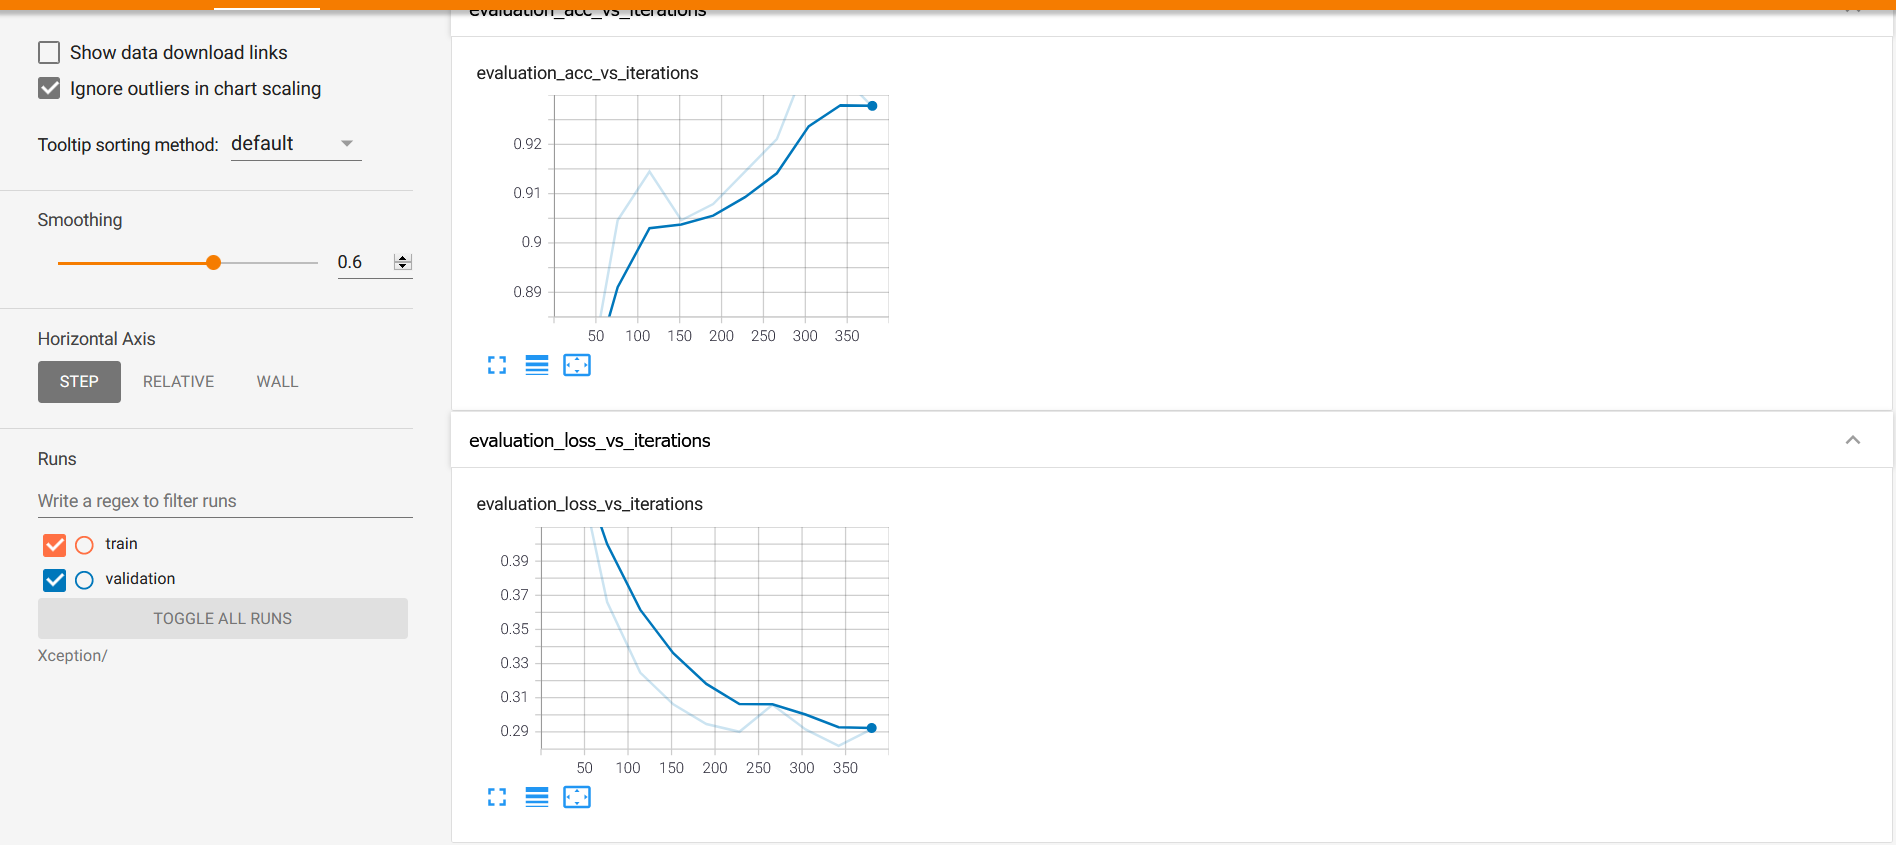 evaluation_acc_vs_iterations
Show data download links
Ignore outliers in chart scaling
Tooltip sorting method: default
Smoothing
0.6
Horizontal Axis
STEP RELATIVE WALL
Runs
Write a regex to filter runs
train
validation
TOGGLE ALL RUNS
Xception/
evaluation_acc_vs_iterations
0.92
0.91
0.9
0.89
50 100 150 200 250 300 350
evaluation_loss_vs_iterations
evaluation_loss_vs_iterations
0.39
0.37
0.35
0.33
0.31
0.29
50 100 150 200 250 300 350